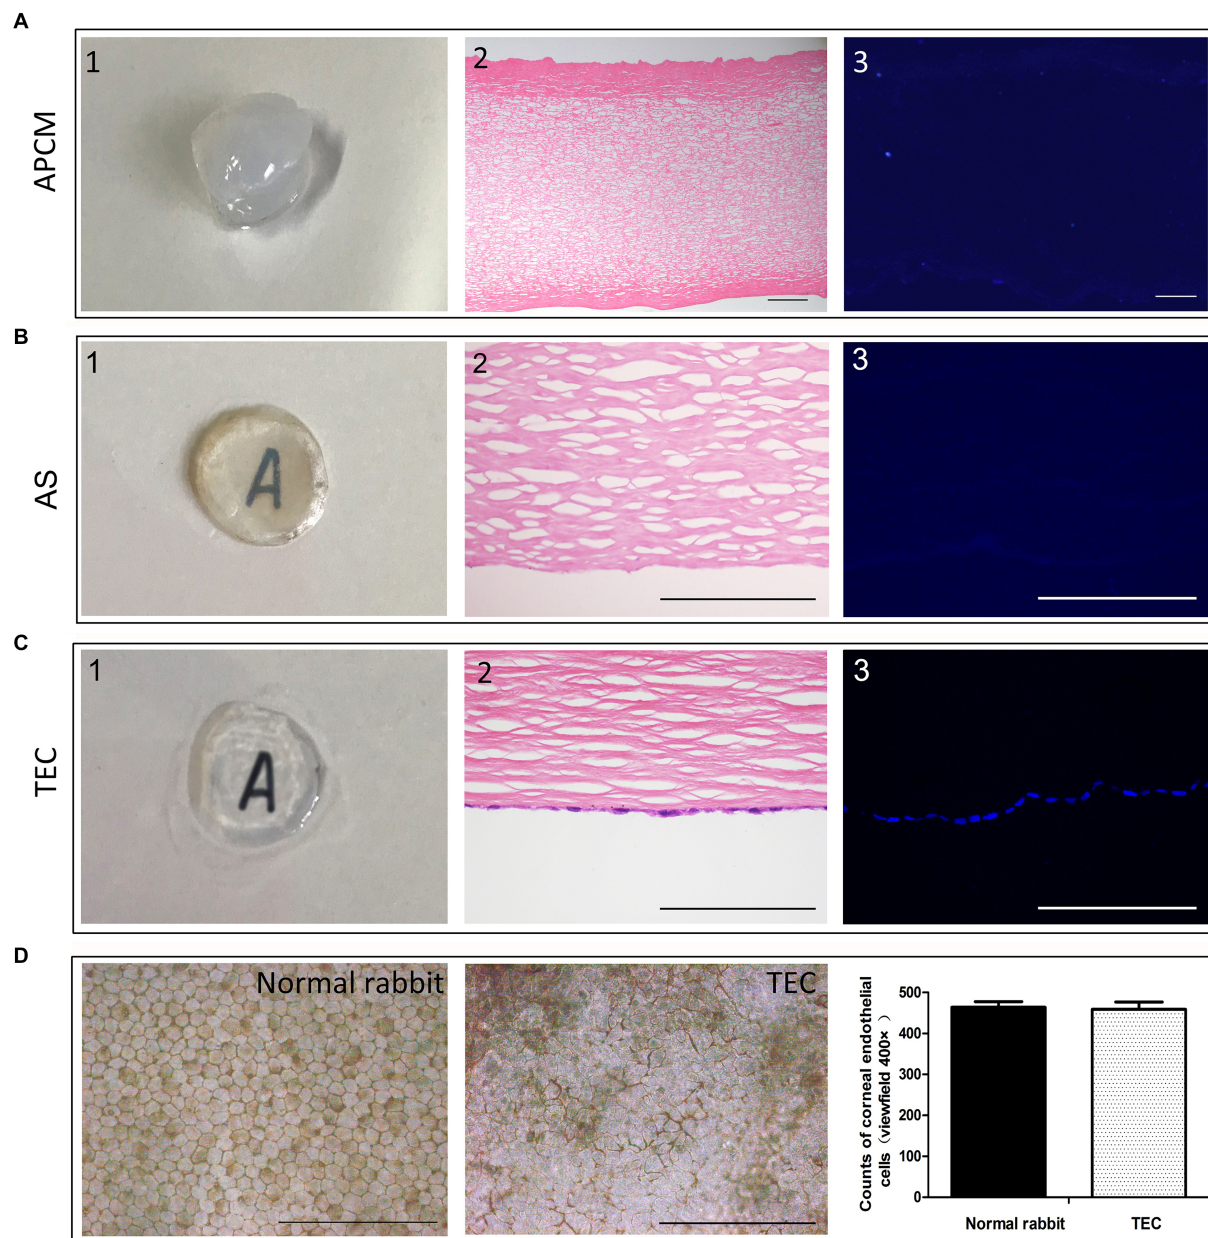 A
APCM
1
2
3
B
AS
1
A
2
3
C
TEC
1
A
2
3
D
Normal rabbit
TEC
Counts of corneal endothelial
cells（viewfield 400×）
500
400
300
200
100
0
Normal rabbit
TEC